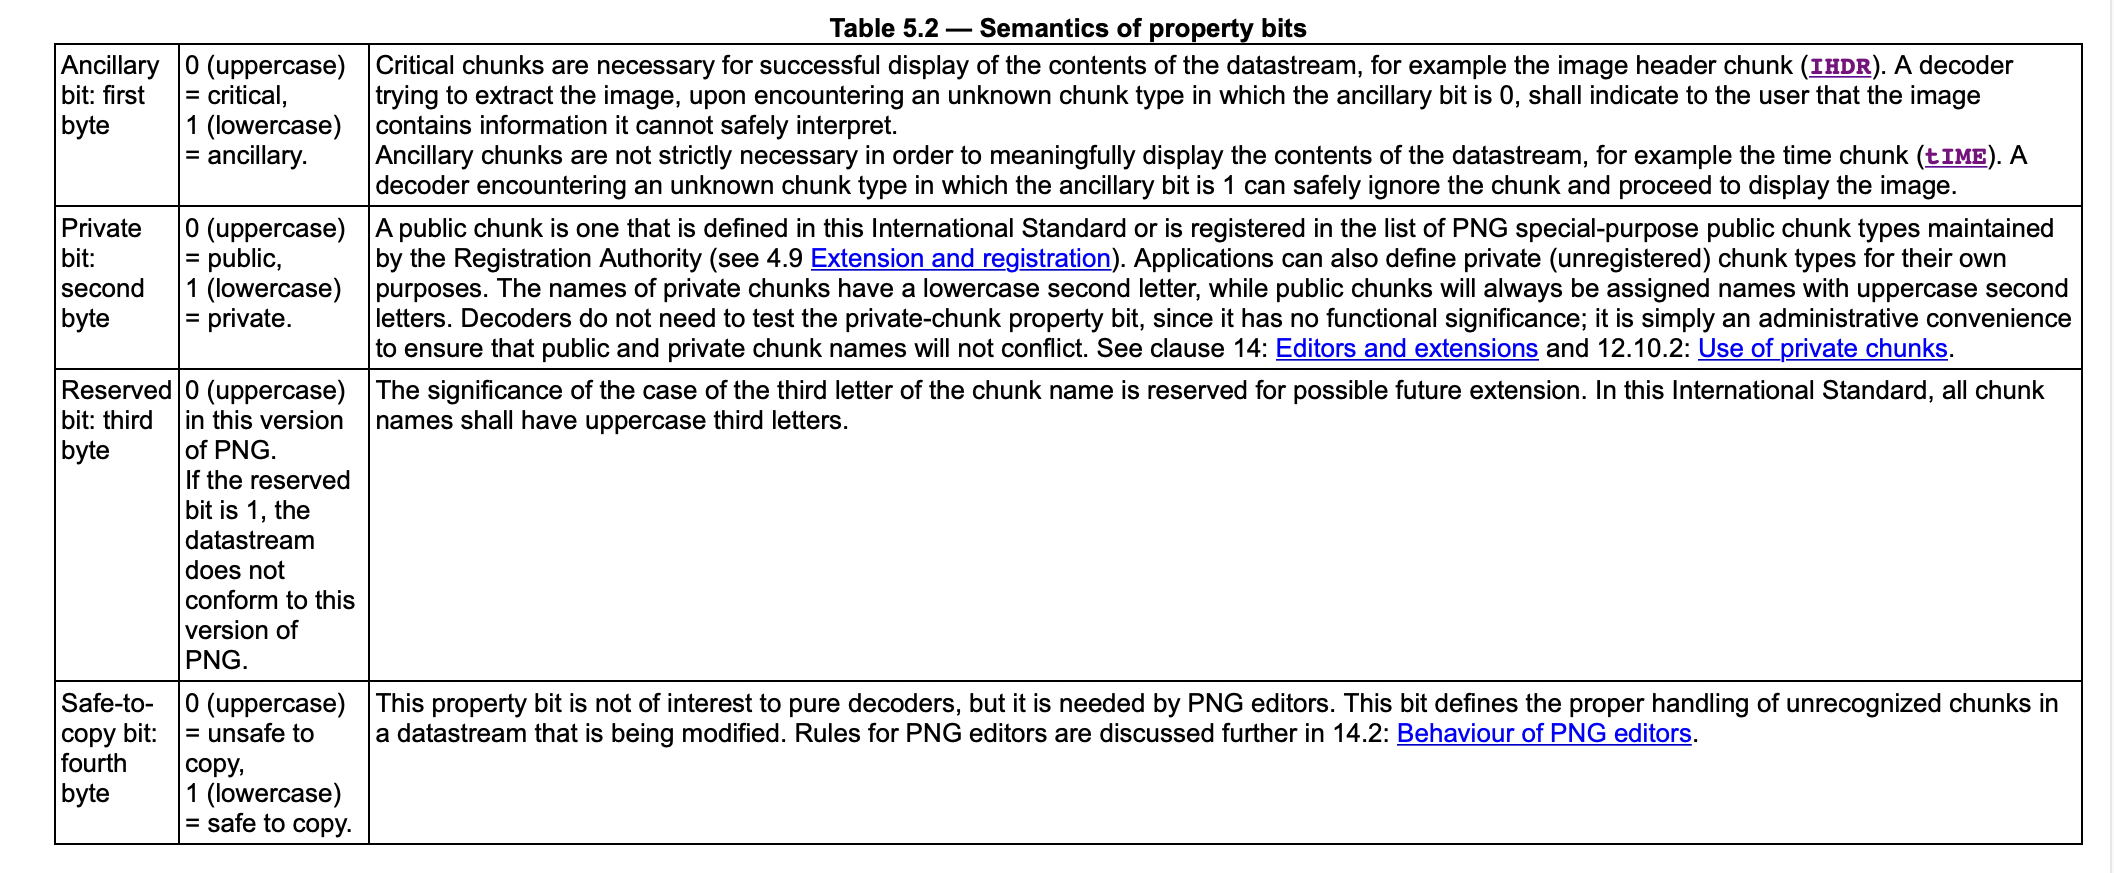 Table 5.2 — Semantics of property bits
Ancillary
bit: first
byte
0 (uppercase)
= critical,
1 (lowercase)
= ancillary.
Critical chunks are necessary for successful display of the contents of the datastream, for example the image header chunk (IHDR). A decoder
trying to extract the image, upon encountering an unknown chunk type in which the ancillary bit is 0, shall indicate to the user that the image
contains information it cannot safely interpret.
Ancillary chunks are not strictly necessary in order to meaningfully display the contents of the datastream, for example the time chunk (tIME). A
decoder encountering an unknown chunk type in which the ancillary bit is 1 can safely ignore the chunk and proceed to display the image.
Private
bit:
second
byte
0 (uppercase)
= public,
1 (lowercase)
= private.
A public chunk is one that is defined in this International Standard or is registered in the list of PNG special-purpose public chunk types maintained
by the Registration Authority (see 4.9 Extension and registration). Applications can also define private (unregistered) chunk types for their own
purposes. The names of private chunks have a lowercase second letter, while public chunks will always be assigned names with uppercase second
letters. Decoders do not need to test the private-chunk property bit, since it has no functional significance; it is simply an administrative convenience
to ensure that public and private chunk names will not conflict. See clause 14: Editors and extensions and 12.10.2: Use of private chunks.
Reserved
bit: third
byte
0 (uppercase)
in this version
of PNG.
If the reserved
bit is 1, the
datastream
does not
conform to this
version of
PNG.
The significance of the case of the third letter of the chunk name is reserved for possible future extension. In this International Standard, all chunk
names shall have uppercase third letters.
Safe-to-
copy bit:
fourth
byte
0 (uppercase)
= unsafe to
copy,
1 (lowercase)
= safe to copy.
This property bit is not of interest to pure decoders, but it is needed by PNG editors. This bit defines the proper handling of unrecognized chunks in
a datastream that is being modified. Rules for PNG editors are discussed further in 14.2: Behaviour of PNG editors.